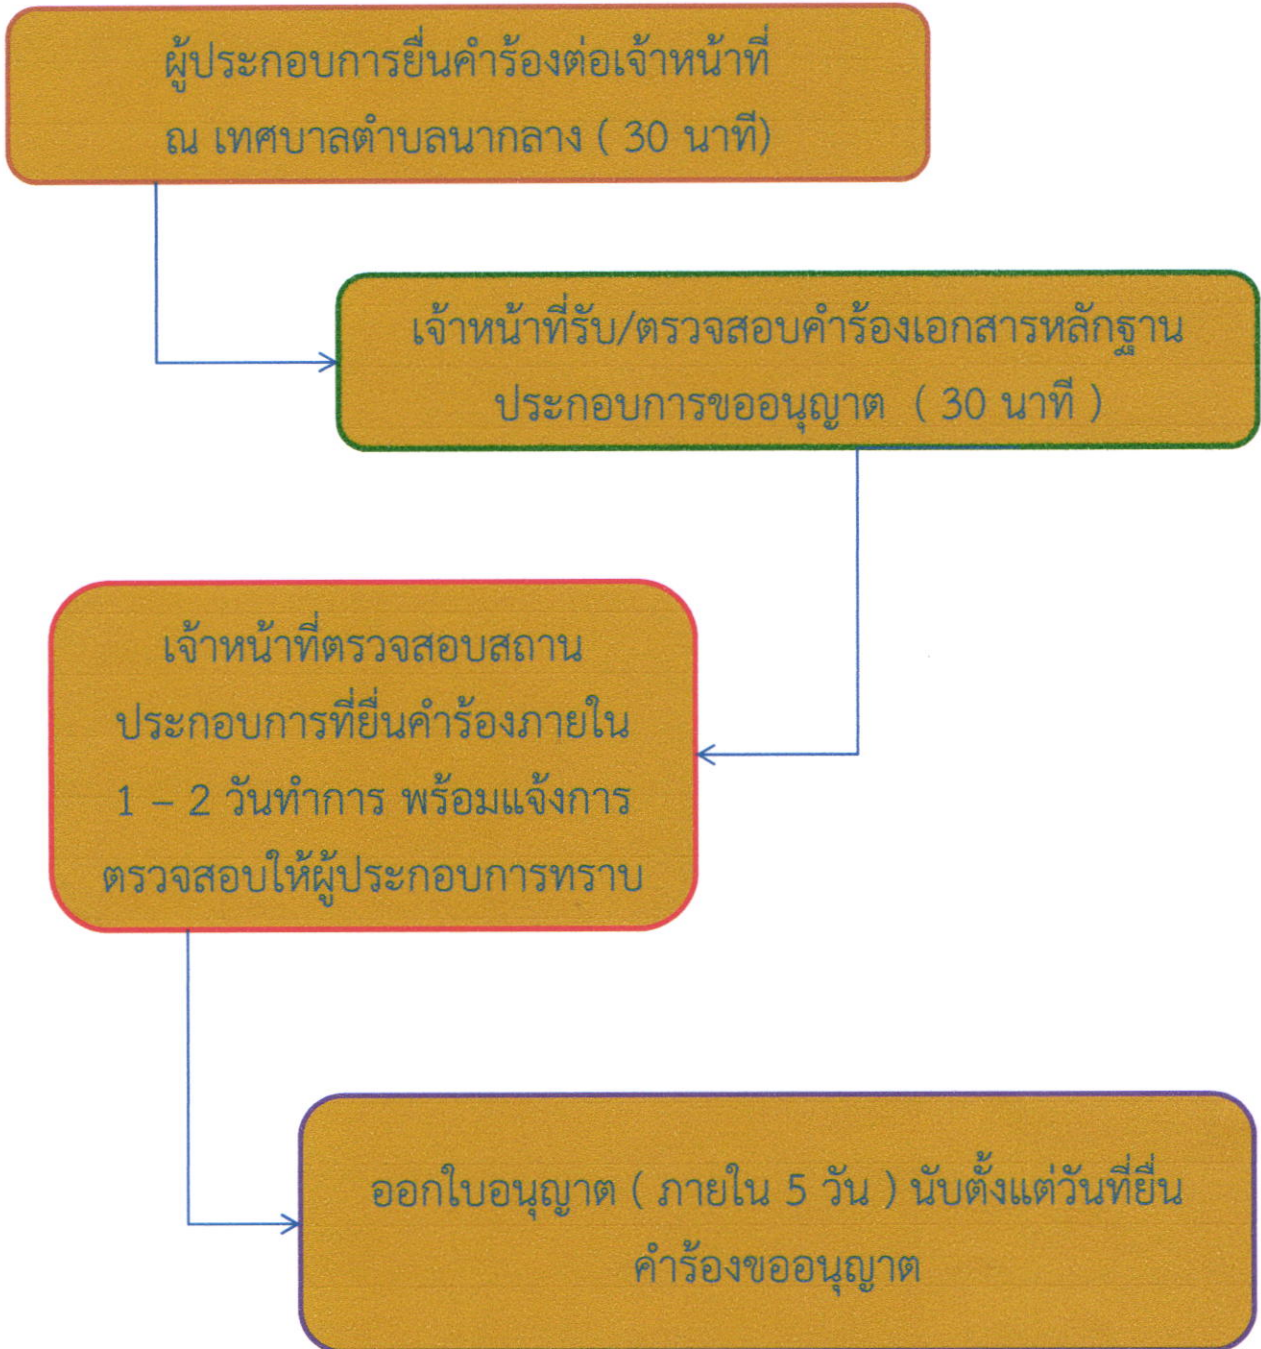 ผู้ประกอบการยื่นคำร้องต่อเจ้าหน้าที่
ณ เทศบาลตำบลนากลาง ( 30 นาที)
เจ้าหน้าที่รับ/ตรวจสอบคำร้องเอกสารหลักฐาน
ประกอบการขออนุญาต ( 30 นาที )
เจ้าหน้าที่ตรวจสอบสถาน
ประกอบการที่ยื่นคำร้องภายใน
1 – 2 วันทำการ พร้อมแจ้งการ
ตรวจสอบให้ผู้ประกอบการทราบ
ออกใบอนุญาต ( ภายใน 5 วัน ) นับตั้งแต่วันที่ยื่น
คำร้องขออนุญาต